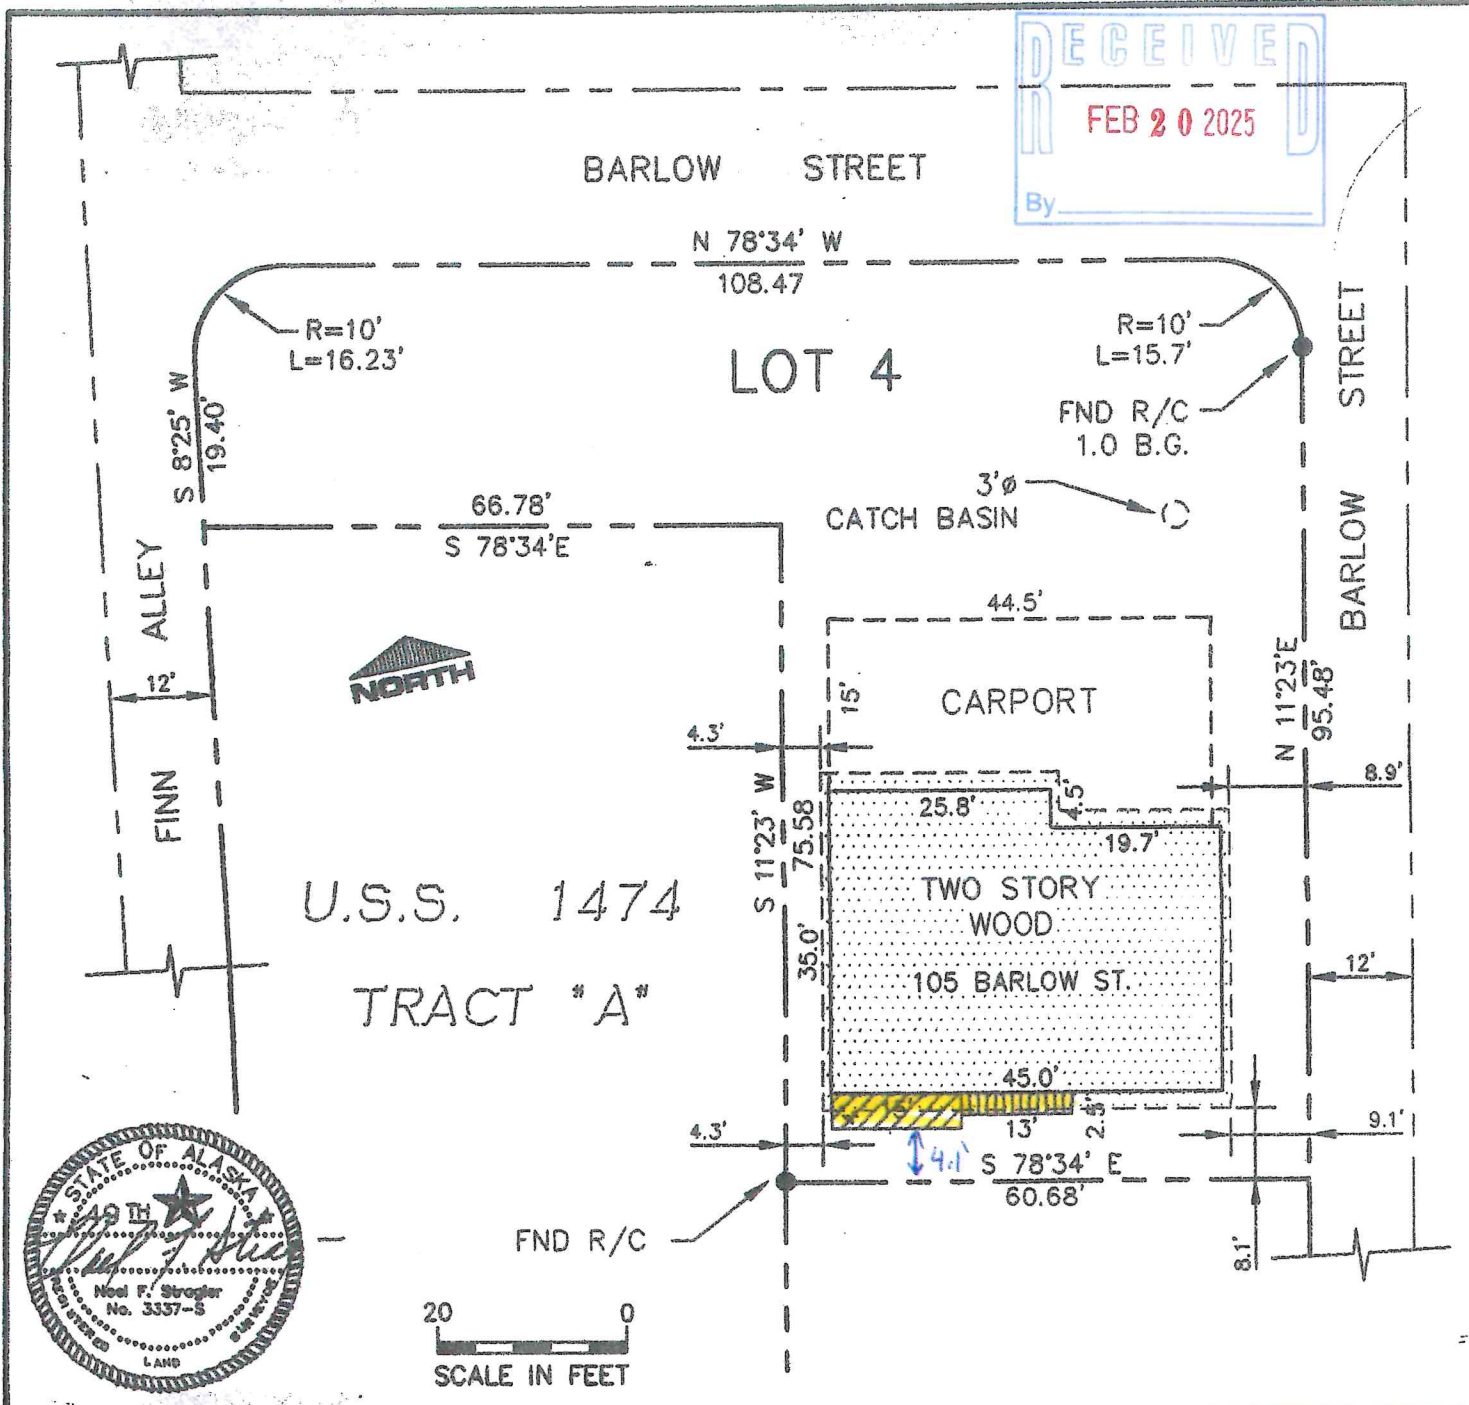 RECEIVED
FEB 20 2025
By
BARLOW STREET
N 78°34' W
108.47
R=10'
L=16.23'
LOT 4
R=10'
L=15.7'
FND R/C
1.0 B.G.
BARLOW STREET
S 8°25' W
19.40'
66.78'
S 78°34'E
3'ø
CATCH BASIN
ALLEY
FINN
12'
NORTH
44.5'
15'
CARPORT
N 11°23'E
95.48'
4.3'
8.9'
S 11°23' W
75.58
25.8'
4.5'
19.7'
U.S.S. 1474
TRACT "A"
TWO STORY
WOOD
105 BARLOW ST.
35.0'
12'
45.0'
13'
2.5'
4.3'
9.1'
4.1'
S 78°34' E
60.68'
8.1'
FND R/C
STATE OF ALASKA
49TH
Noel F. Strogler
No. 3337-S
REGISTERED
LAND
SURVEYOR
20 0
SCALE IN FEET